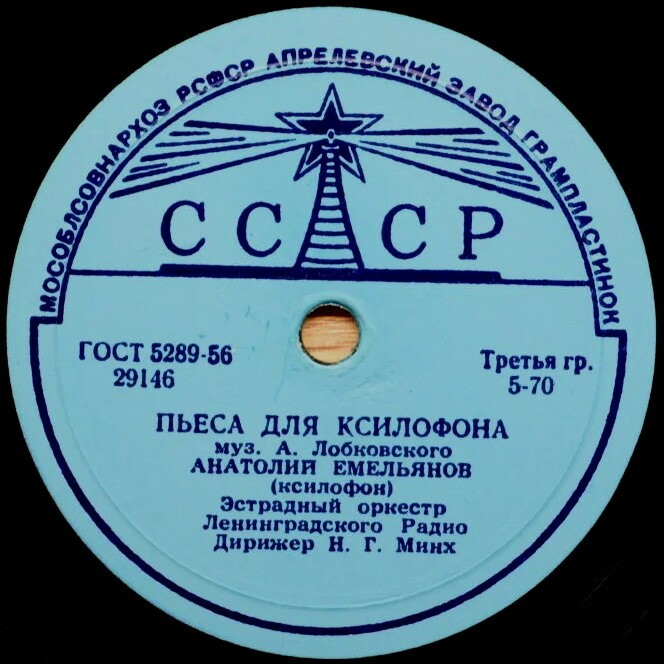 МОСОБЛСОВНАРХОЗ РСФСР АПРЕЛЕВСКИЙ ЗАВОД ГРАМПЛАСТИНОК
СССР
ГОСТ 5289-56
29146
Третья гр.
5-70
ПЬЕСА ДЛЯ КСИЛОФОНА
муз. А. Лобковского
АНАТОЛИЙ ЕМЕЛЬЯНОВ
(ксилофон)
Эстрадный оркестр
Ленинградского Радио
Дирижер Н. Г. Минх